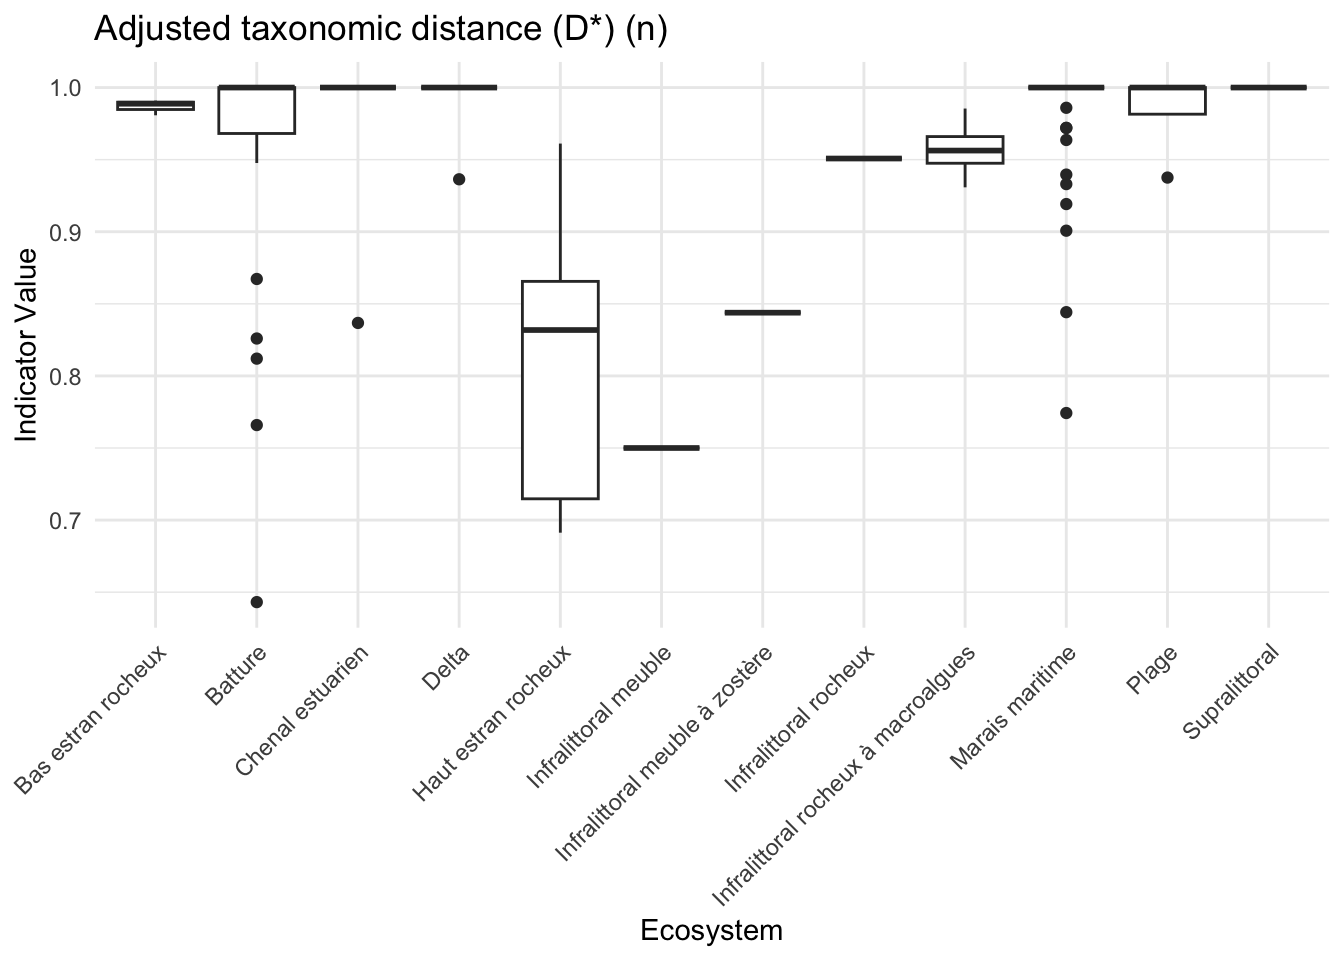 Adjusted taxonomic distance (D*) (n)
Indicator Value
1.0
0.9
0.8
0.7
Bas estran rocheux
Batture
Chenal estuarien
Delta
Haut estran rocheux
Infralittoral meuble
Infralittoral meuble à zostère
Infralittoral rocheux
Infralittoral rocheux à macroalgues
Marais maritime
Plage
Supralittoral
Ecosystem